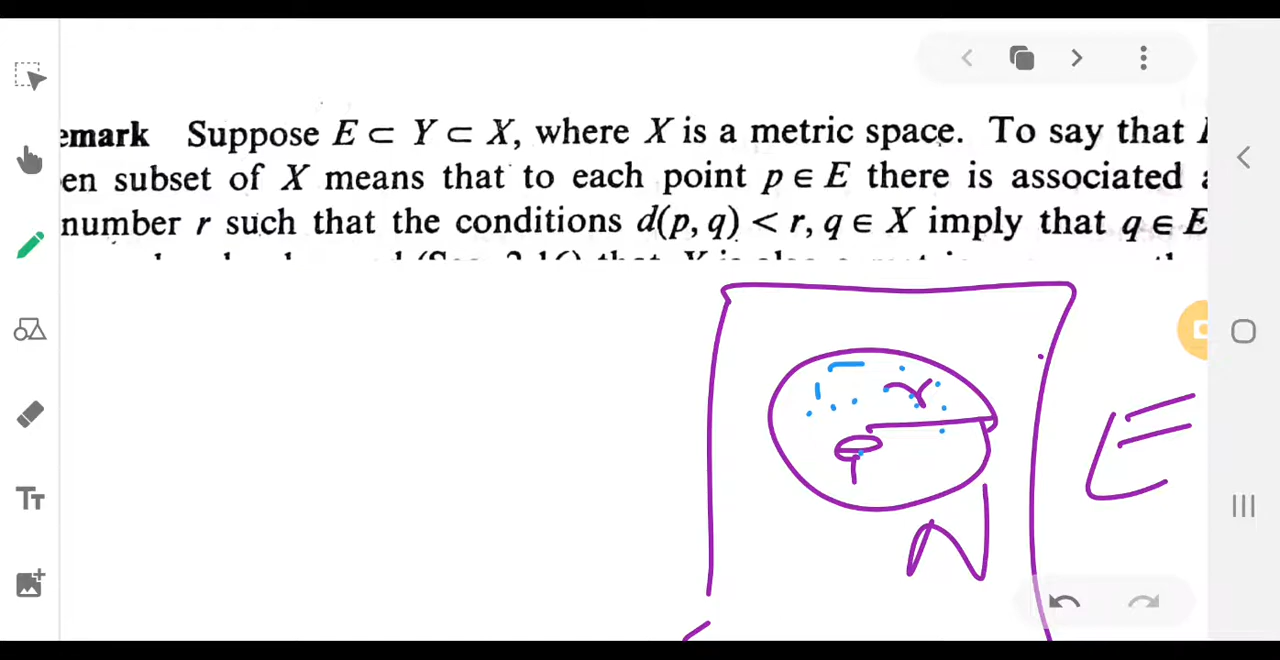 emark Suppose E ⊂ Y ⊂ X, where X is a metric space. To say that
en subset of X means that to each point p ∈ E there is associated a
number r such that the conditions d(p, q) < r, q ∈ X imply that q ∈ E
r
E
P
N
TT